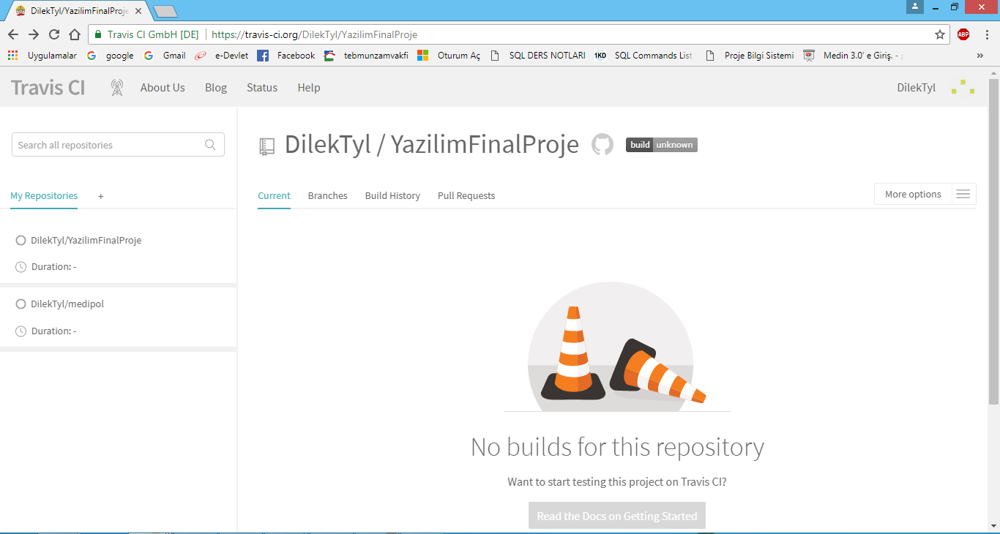 DilekTyl/YazilimFinalProje
Travis CI GmbH [DE] https://travis-ci.org/DilekTyl/YazilimFinalProje
ABP
Uygulamalar google Gmail e-Devlet Facebook tebmunzamvakfi Oturum Aç SQL DERS NOTLARI 1KD SQL Commands List Proje Bilgi Sistemi Medin 3.0' e Giriş. -
Travis CI About Us Blog Status Help DilekTyl
Search all repositories
DilekTyl / YazilimFinalProje build unknown
My Repositories +
Current Branches Build History Pull Requests More options
DilekTyl/YazilimFinalProje
Duration: -
DilekTyl/medipol
Duration: -
No builds for this repository
Want to start testing this project on Travis CI?
Read the Docs on Getting Started